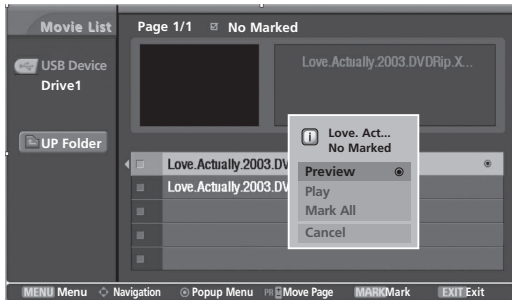 Movie List
Page 1/1 No Marked
Love.Actually.2003.DVDRip.X...
USB Device
Drive1
UP Folder
Love. Act...
No Marked
Preview
Play
Mark All
Cancel
Love.Actually.2003.DV
Love.Actually.2003.DV
MENU Menu Navigation Popup Menu PR Move Page MARK Mark EXIT Exit